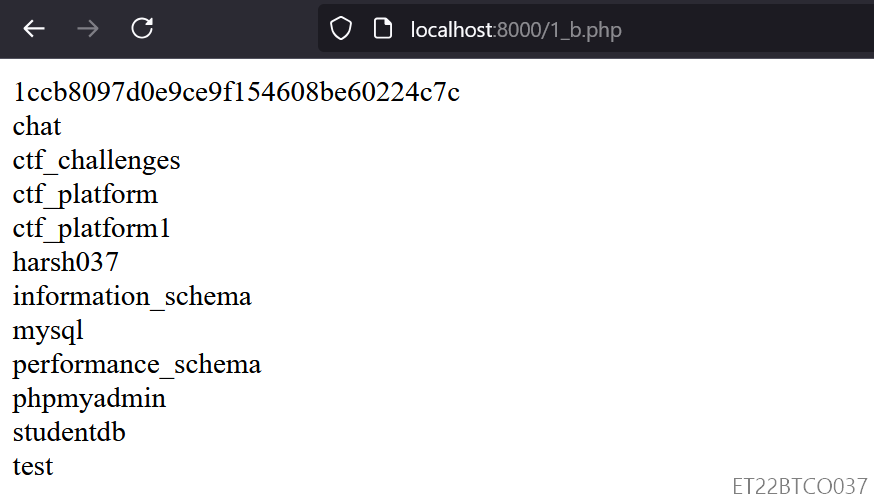 localhost:8000/1_b.php
1ccb8097d0e9ce9f154608be60224c7c
chat
ctf_challenges
ctf_platform
ctf_platform1
harsh037
information_schema
mysql
performance_schema
phpmyadmin
studentdb
test
ET22BTCO037